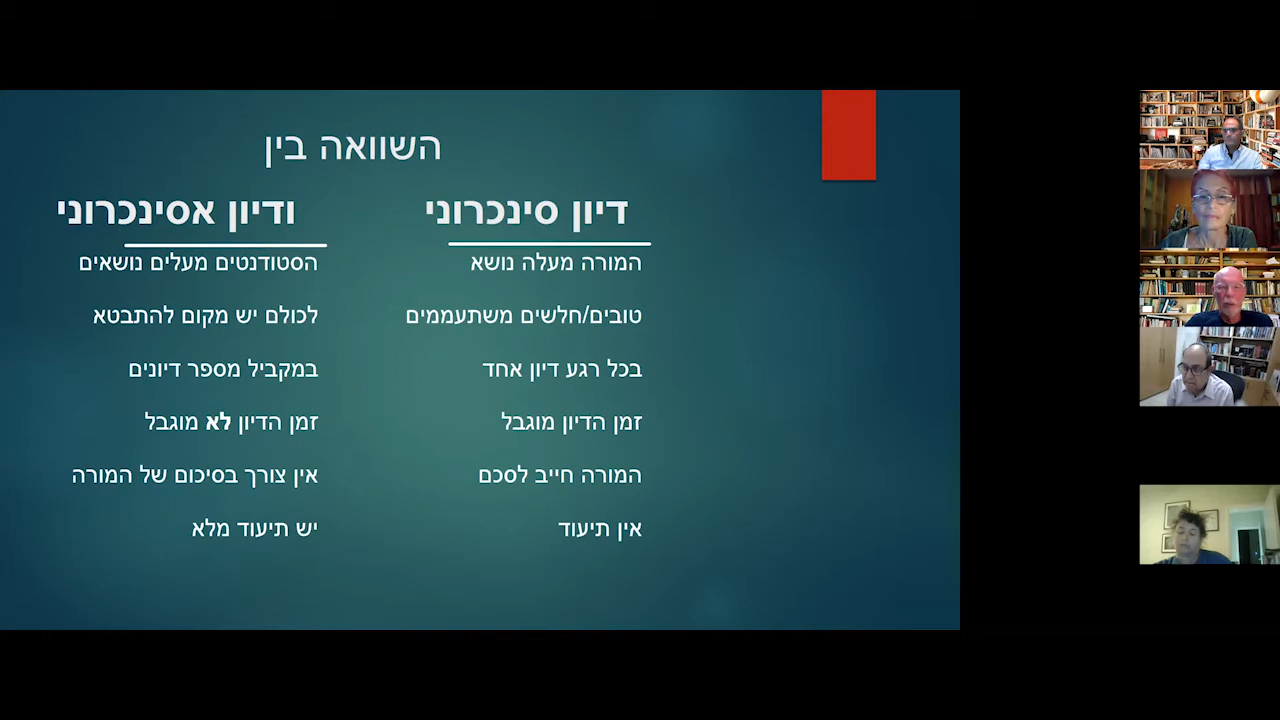 השוואה בין
דיון סינכרוני
ודיון אסינכרוני
המורה מעלה נושא
הסטודנטים מעלים נושאים
טובים/חלשים משתעממים
לכולם יש מקום להתבטא
בכל רגע דיון אחד
במקביל מספר דיונים
זמן הדיון מוגבל
זמן הדיון לא מוגבל
המורה חייב לסכם
אין צורך בסיכום של המורה
אין תיעוד
יש תיעוד מלא